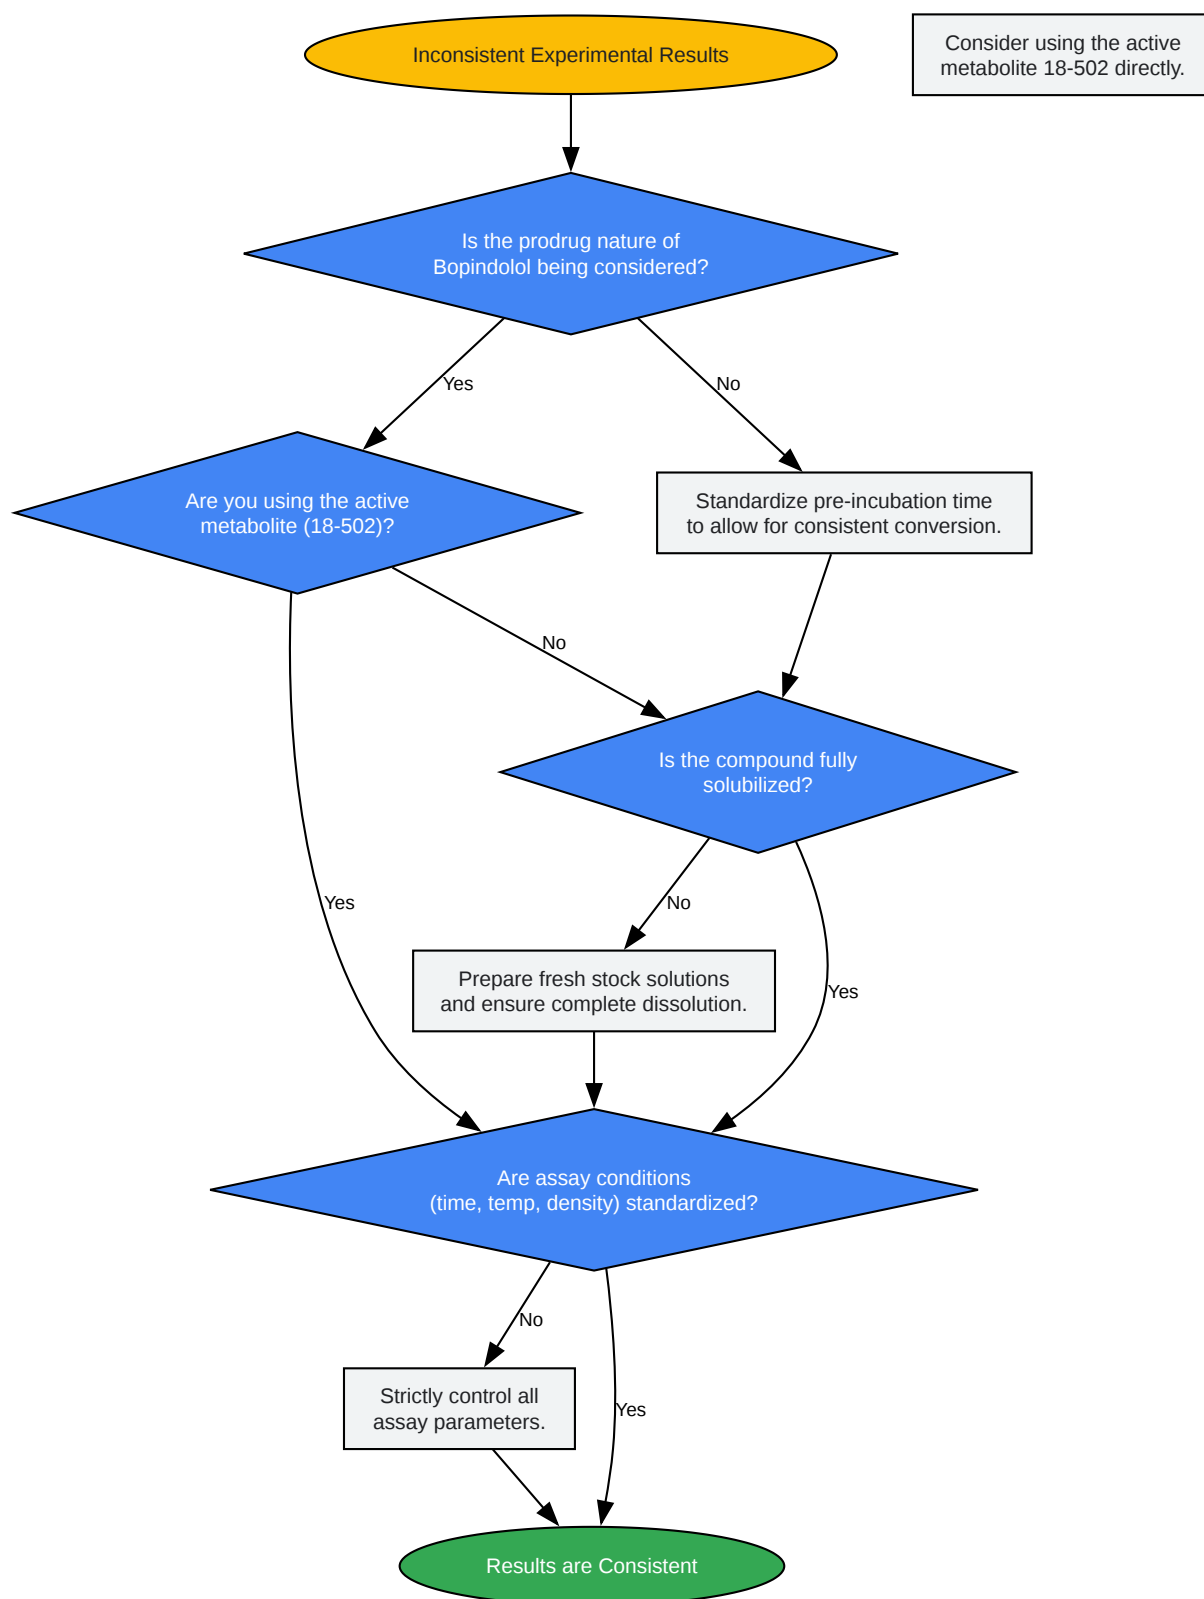 Inconsistent Experimental Results
Consider using the active
metabolite 18-502 directly.
Is the prodrug nature of
Bopindolol being considered?
Yes
No
Are you using the active
metabolite (18-502)?
Standardize pre-incubation time
to allow for consistent conversion.
No
Is the compound fully
solubilized?
Yes
No
Prepare fresh stock solutions
and ensure complete dissolution.
Yes
Are assay conditions
(time, temp, density) standardized?
No
Strictly control all
assay parameters.
Yes
Results are Consistent